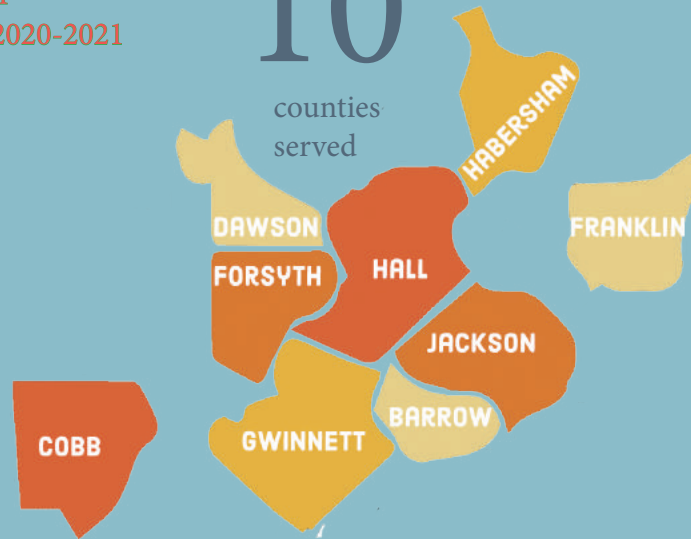 2020-2021
10
counties
served
HABERSHAM
DAWSON
FRANKLIN
FORSYTH
HALL
JACKSON
BARROW
GWINNETT
COBB